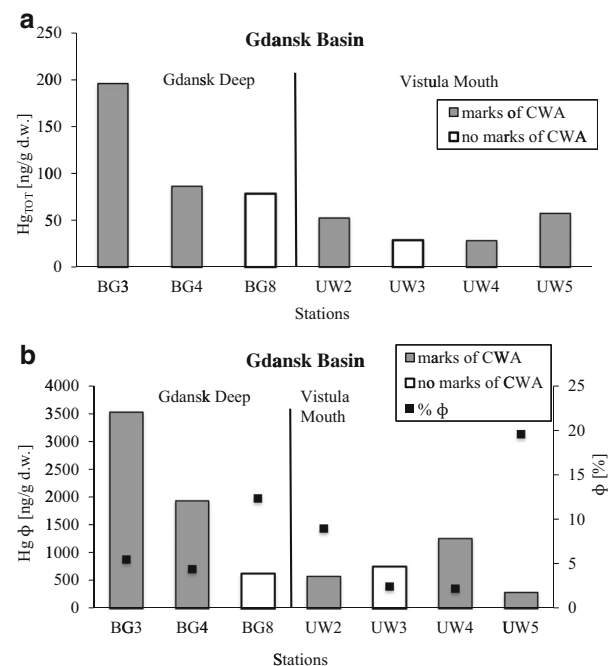 a
Gdansk Basin
250
200
150
100
50
0
Hg_TOT [ng/g d.w.]
Gdansk Deep
Vistula Mouth
marks of CWA
no marks of CWA
BG3 BG4 BG8 UW2 UW3 UW4 UW5
Stations
b
Gdansk Basin
marks of CWA
no marks of CWA
% ϕ
4000
3500
3000
2500
2000
1500
1000
500
0
Hg ϕ [ng/g d.w.]
Gdansk Deep
Vistula
Mouth
25
20
15
10
5
0
ϕ [%]
BG3 BG4 BG8 UW2 UW3 UW4 UW5
Stations